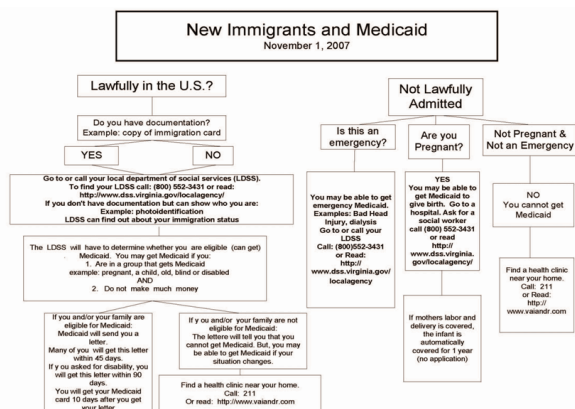 New Immigrants and Medicaid
November 1, 2007
Lawfully in the U.S.?
Do you have documentation?
Example: copy of immigration card
YES
NO
Go to or call your local department of social services (LDSS).
To find your LDSS call: (800) 552-3431 or read:
http://www.dss.virginia.gov/localagency/
If you don't have documentation but can show who you are:
Example: photoidentification
LDSS can find out about your immigration status
The LDSS will have to determine whether you are eligible (can get)
Medicaid. You may get Medicaid if you:
1. Are in a group that gets Medicaid
example: pregnant, a child, old, blind or disabled
AND
2. Do not make much money
If you and/or your family are
eligible for Medicaid:
Medicaid will send you a
letter.
Many of you will get this letter
within 45 days.
If y ou asked for disability, you
will get this letter within 90
days.
You will get your Medicaid
card 10 days after you get
your letter
If y ou and/or your family are not
eligible for Medicaid:
The lettere will tell you that you
cannot get Medicaid. But, you may
be able to get Medicaid if your
situation changes.
Find a health clinic near your home.
Call: 211
Or read: http://www.vaiandr.com
Not Lawfully
Admitted
Is this an
emergency?
You may be able to get
emergency Medicaid.
Examples: Bad Head
Injury, dialysis
Go to or call your
LDSS
Call: (800)552-3431
or Read:
http://
www.dss.virginia.gov/
localagency
Are you
Pregnant?
YES
You may be able to
get Medicaid to
give birth. Go to a
hospital. Ask for a
social worker
call (800) 552-3431
or read
http://
www.dss.virginia.
gov/localagency/
If mothers labor and
delivery is covered,
the infant is
automatically
covered for 1 year
(no application)
Not Pregnant &
Not an Emergency
NO
You cannot get
Medicaid
Find a health clinic
near your home.
Call: 211
or Read:
http://
www.vaiandr.com